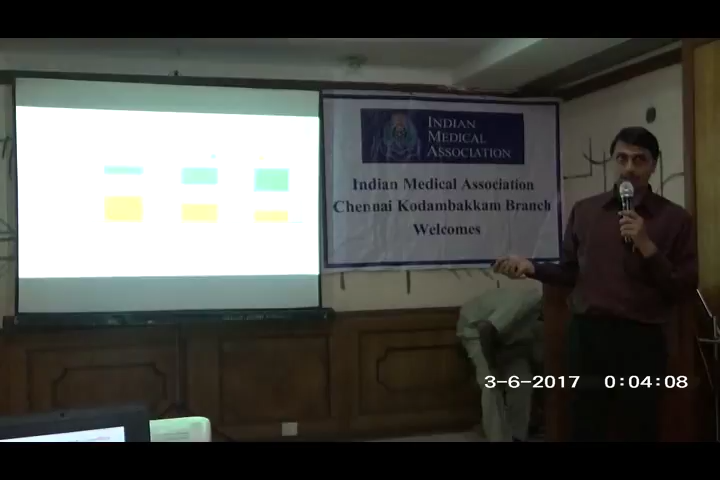 INDIAN
MEDICAL
ASSOCIATION
Indian Medical Association
Chennai Kodambakkam Branch
Welcomes
3-6-2017 0:04:08